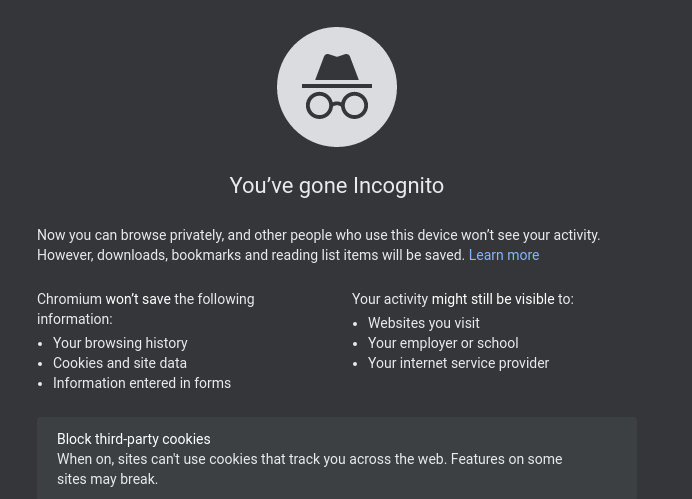 You’ve gone Incognito
Now you can browse privately, and other people who use this device won’t see your activity.
However, downloads, bookmarks and reading list items will be saved. Learn more
Chromium won’t save the following
information:
• Your browsing history
• Cookies and site data
• Information entered in forms
Your activity might still be visible to:
• Websites you visit
• Your employer or school
• Your internet service provider
Block third-party cookies
When on, sites can't use cookies that track you across the web. Features on some
sites may break.